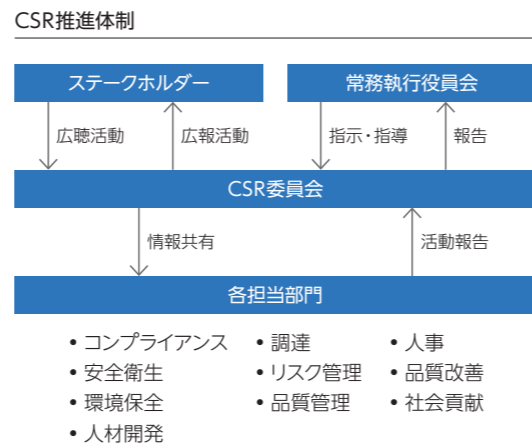 CSR推進体制
ステークホルダー
常務執行役員会
広聴活動
広報活動
指示・指導
報告
CSR委員会
情報共有
活動報告
各担当部門
• コンプライアンス
• 安全衛生
• 環境保全
• 人材開発
• 調達
• リスク管理
• 品質管理
• 人事
• 品質改善
• 社会貢献